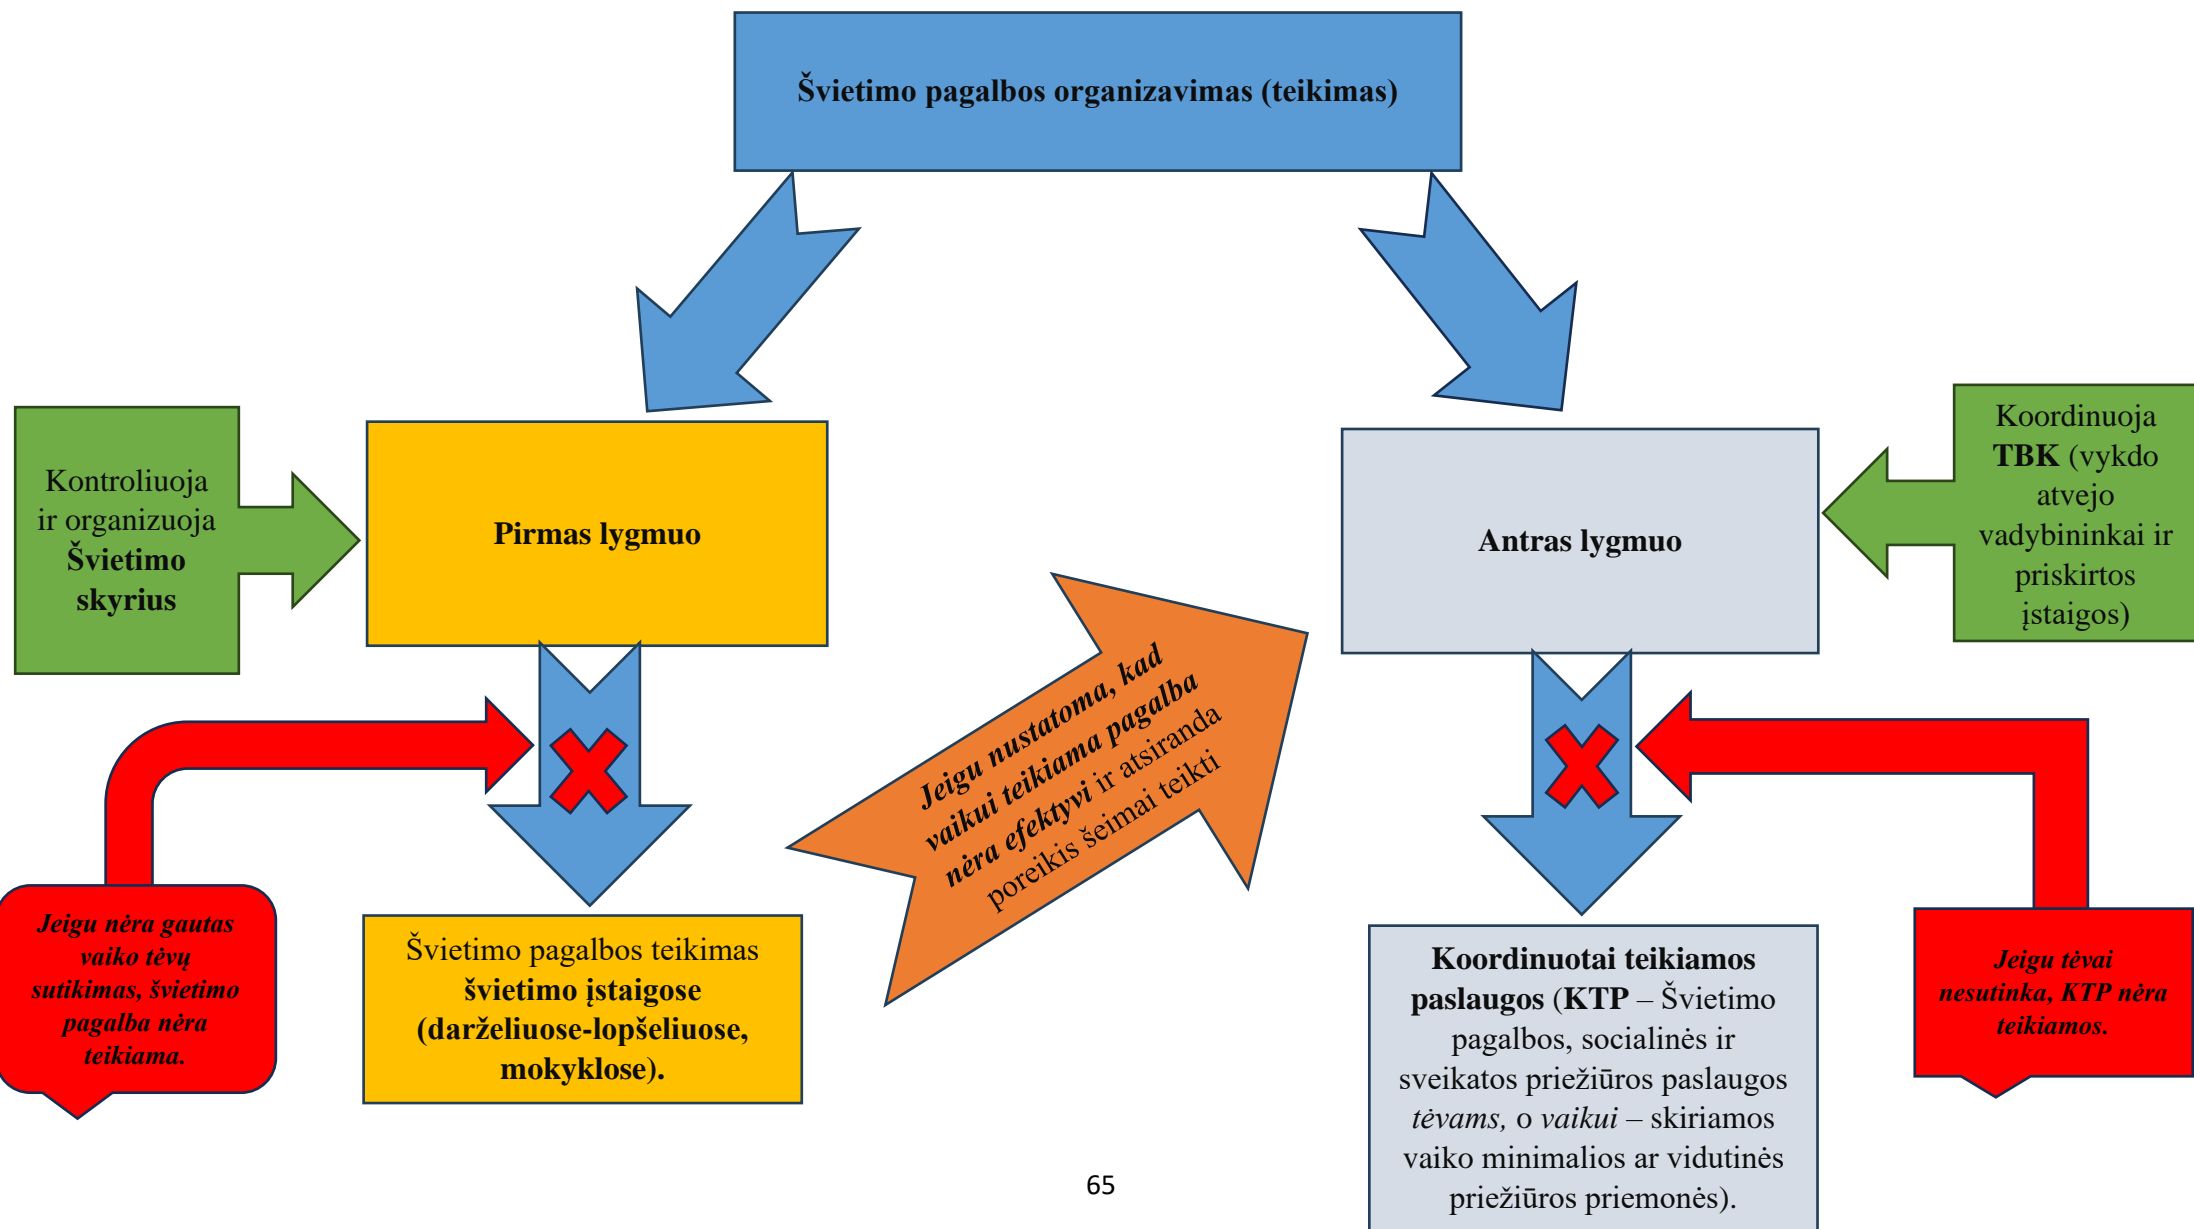 Švietimo pagalbos organizavimas (teikimas)
Kontroliuoja
ir organizuoja
Švietimo
skyrius
Pirmas lygmuo
Antras lygmuo
Koordinuoja
TBK (vykdo
atvejo
vadybininkai ir
priskirtos
įstaigos)
Jeigu nustatoma, kad
vaikui teikiama pagalba
nėra efektyvi ir atsiranda
poreikis šeimai teikti
Jeigu nėra gautas
vaiko tėvų
sutikimas, švietimo
pagalba nėra
teikiama.
Švietimo pagalbos teikimas
švietimo įstaigose
(darželiuose-lopšeliuose,
mokyklose).
Koordinuotai teikiamos
paslaugos (KTP – Švietimo
pagalbos, socialinės ir
sveikatos priežiūros paslaugos
tėvams, o vaikui – skiriamos
vaiko minimalios ar vidutinės
priežiūros priemonės).
Jeigu tėvai
nesutinka, KTP nėra
teikiamos.
65